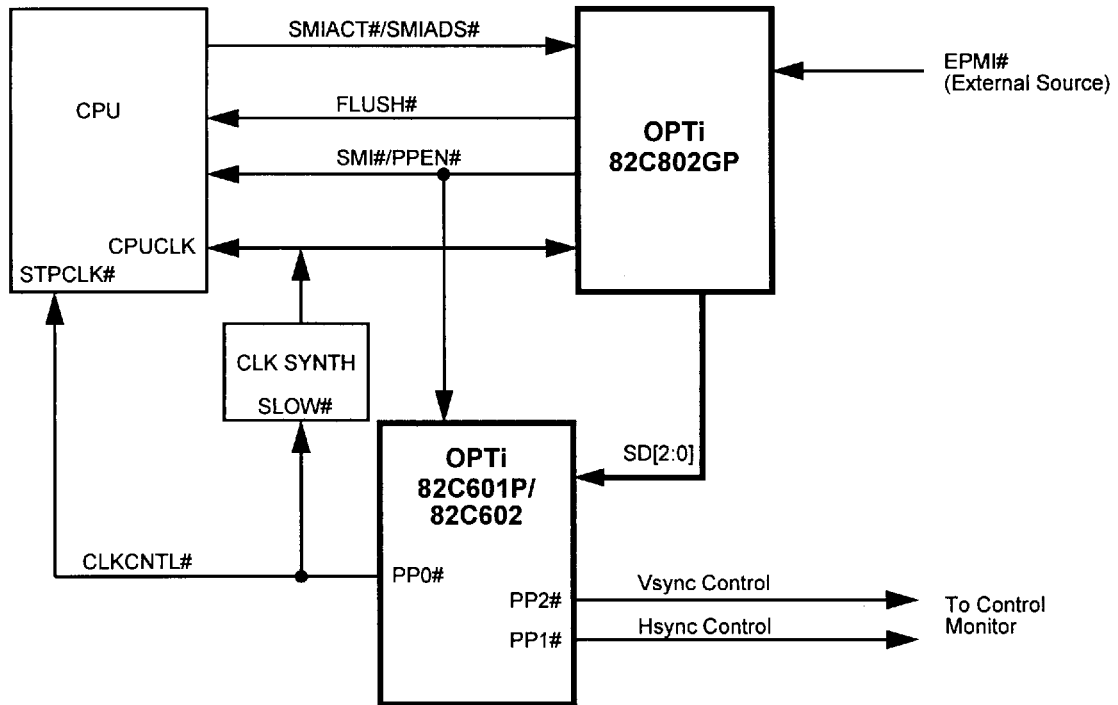 SMIACT#/SMIADS#
EPMI#
(External Source)
CPU
FLUSH#
OPTi
82C802GP
SMI#/PPEN#
CPUCLK
STPCLK#
CLK SYNTH
SLOW#
OPTi
82C601P/
82C602
SD[2:0]
CLKCNTL#
PP0#
PP2#
Vsync Control
PP1#
Hsync Control
To Control
Monitor